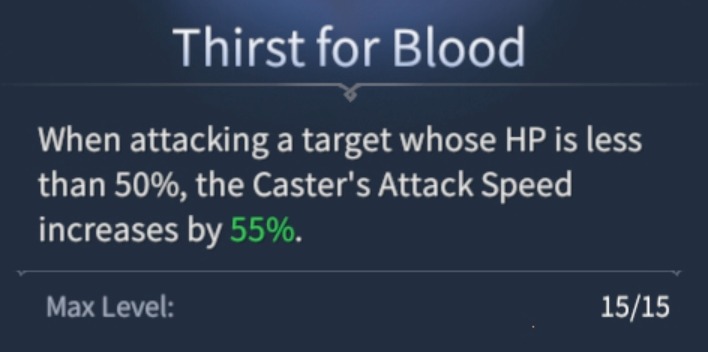 Thirst for Blood
When attacking a target whose HP is less
than 50%, the Caster's Attack Speed
increases by 55%.
Max Level: 15/15